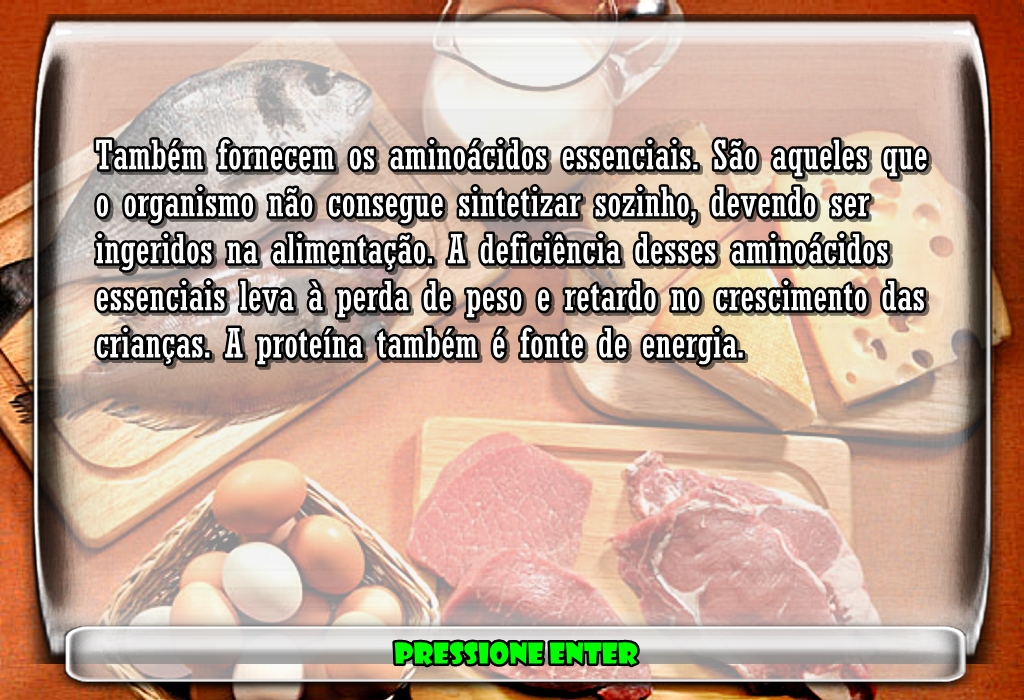 Também fornecem os aminoácidos essenciais. São aqueles que
o organismo não consegue sintetizar sozinho, devendo ser
ingeridos na alimentação. A deficiência desses aminoácidos
essenciais leva à perda de peso e retardo no crescimento das
crianças. A proteína também é fonte de energia.
PRESSIONE ENTER